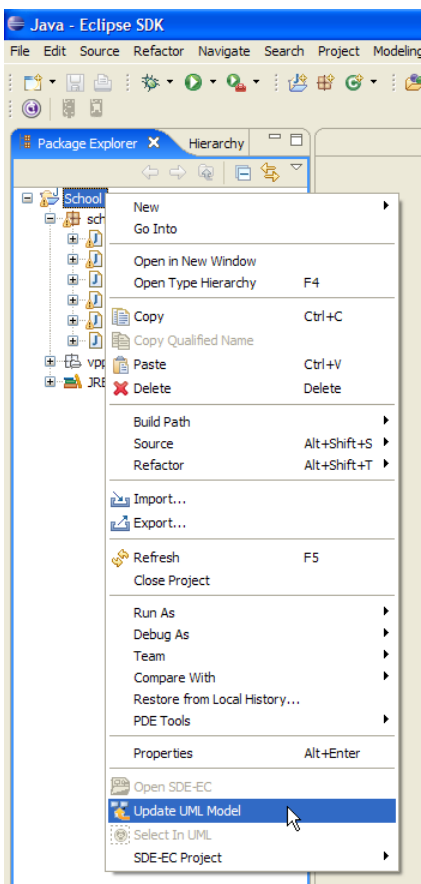 Java - Eclipse SDK
File Edit Source Refactor Navigate Search Project Modeling
Package Explorer Hierarchy
School
sch
J
J
J
J
J
J
vpp
JRE
New
Go Into
Open in New Window
Open Type Hierarchy F4
Copy Ctrl+C
Copy Qualified Name
Paste Ctrl+V
Delete Delete
Build Path
Source Alt+Shift+S
Refactor Alt+Shift+T
Import...
Export...
Refresh F5
Close Project
Run As
Debug As
Team
Compare With
Restore from Local History...
PDE Tools
Properties Alt+Enter
Open SDE-EC
Update UML Model
Select In UML
SDE-EC Project